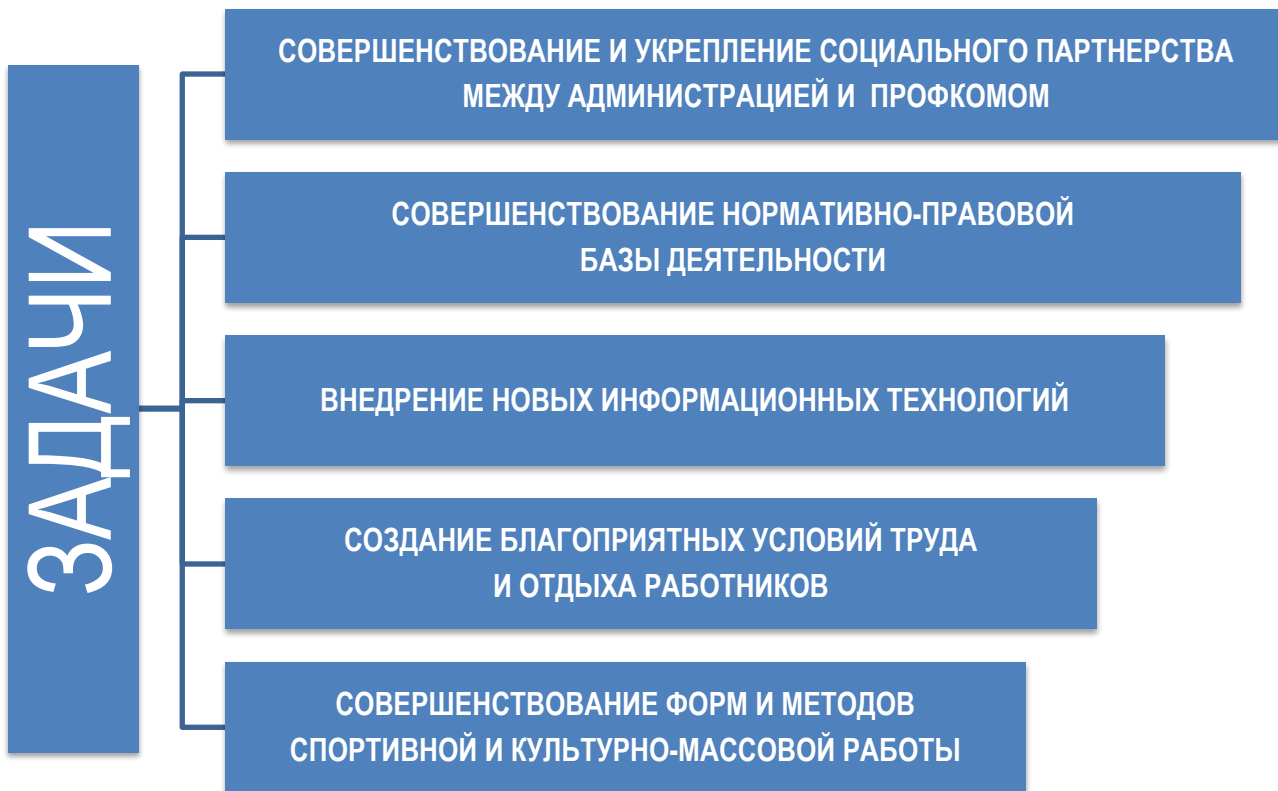 ЗАДАЧИ
СОВЕРШЕНСТВОВАНИЕ И УКРЕПЛЕНИЕ СОЦИАЛЬНОГО ПАРТНЕРСТВА
МЕЖДУ АДМИНИСТРАЦИЕЙ И ПРОФКОМОМ
СОВЕРШЕНСТВОВАНИЕ НОРМАТИВНО-ПРАВОВОЙ
БАЗЫ ДЕЯТЕЛЬНОСТИ
ВНЕДРЕНИЕ НОВЫХ ИНФОРМАЦИОННЫХ ТЕХНОЛОГИЙ
СОЗДАНИЕ БЛАГОПРИЯТНЫХ УСЛОВИЙ ТРУДА
И ОТДЫХА РАБОТНИКОВ
СОВЕРШЕНСТВОВАНИЕ ФОРМ И МЕТОДОВ
СПОРТИВНОЙ И КУЛЬТУРНО-МАССОВОЙ РАБОТЫ